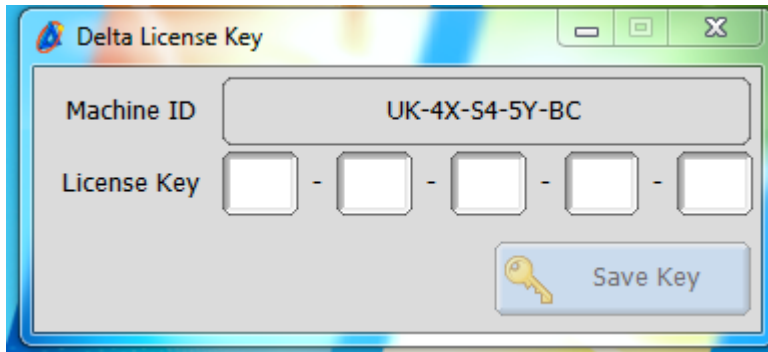 Delta License Key
Machine ID UK-4X-S4-5Y-BC
License Key - - - -
Save Key